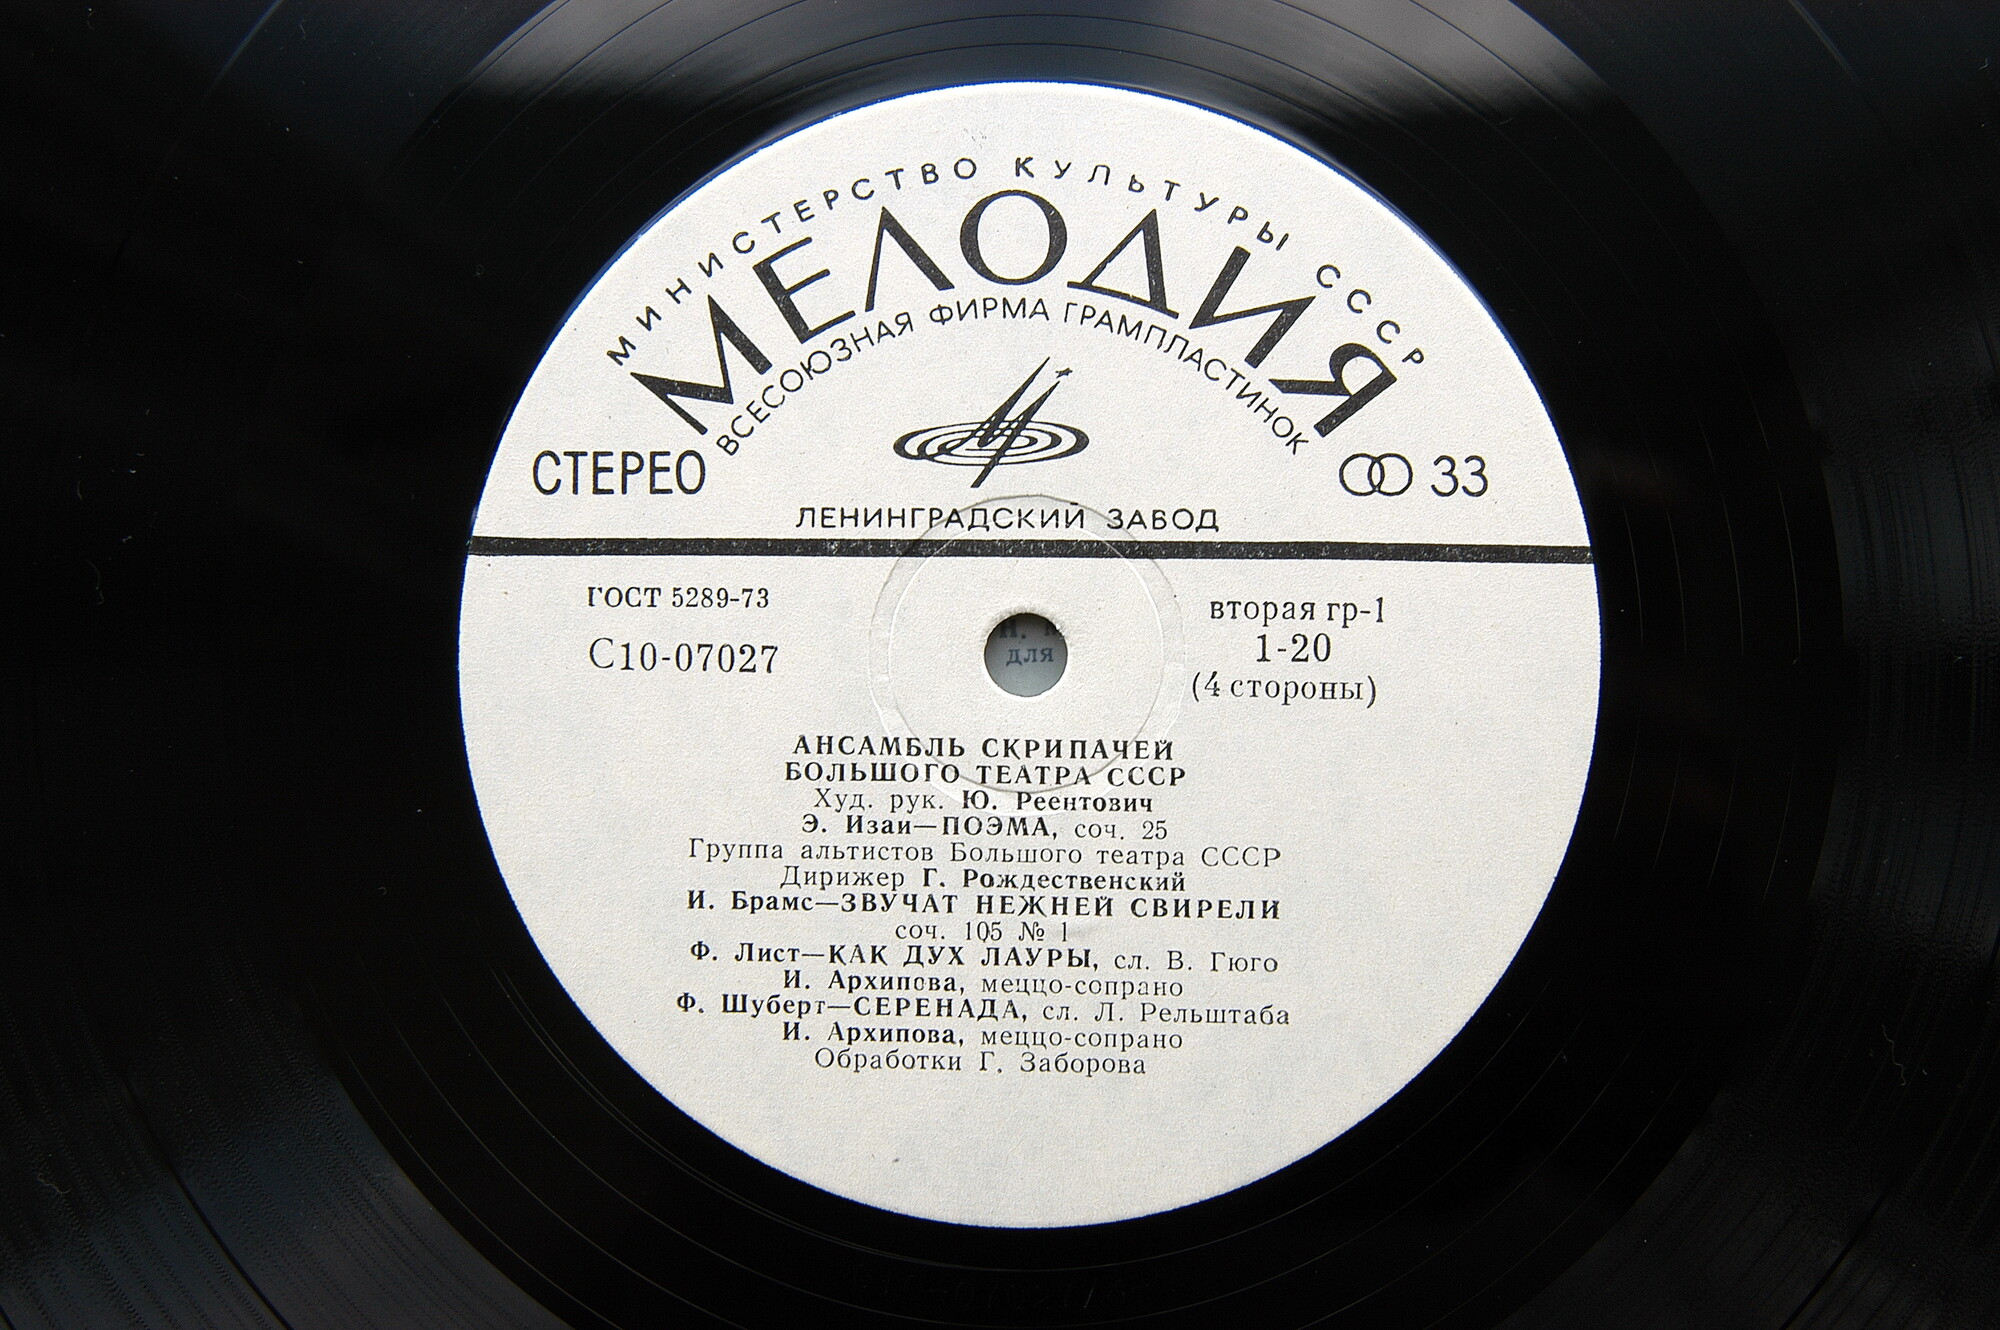 МИНИСТЕРСТВО КУЛЬТУРЫ СССР
МЕЛОДИЯ
ВСЕСОЮЗНАЯ ФИРМА ГРАМПЛАСТИНОК
СТЕРЕО
33
ЛЕНИНГРАДСКИЙ ЗАВОД
ГОСТ 5289-73
С10-07027
вторая гр-1
1-20
(4 стороны)
для
АНСАМБЛЬ СКРИПАЧЕЙ
БОЛЬШОГО ТЕАТРА СССР
Худ. рук. Ю. Реентович
Э. Изаи—ПОЭМА, соч. 25
Группа альтистов Большого театра СССР
Дирижер Г. Рождественский
И. Брамс—ЗВУЧАТ НЕЖНЕЙ СВИРЕЛИ
соч. 105 № 1
Ф. Лист—КАК ДУХ ЛАУРЫ, сл. В. Гюго
И. Архипова, меццо-сопрано
Ф. Шуберт—СЕРЕНАДА, сл. Л. Рельштаба
И. Архипова, меццо-сопрано
Обработки Г. Заборова